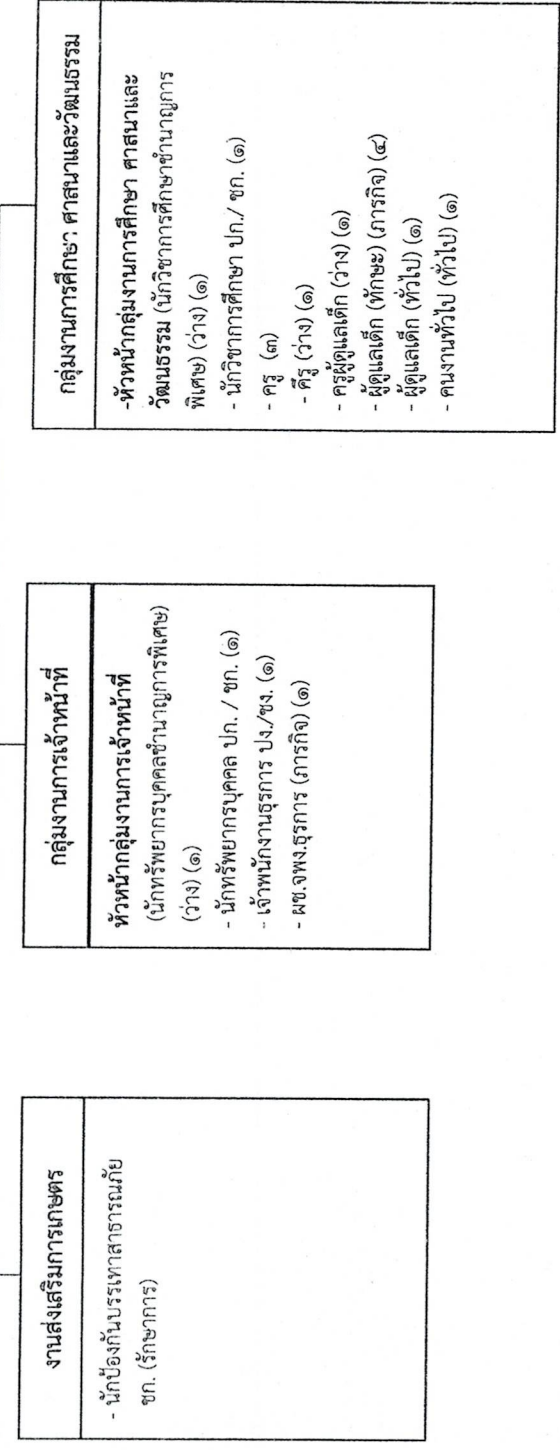 งานส่งเสริมการเกษตร
- นักป้องกันบรรเทาสาธารณภัย
ชก. (รักษาการ)
กลุ่มงานการเจ้าหน้าที่
หัวหน้ากลุ่มงานการเจ้าหน้าที่
(นักทรัพยากรบุคคลชำนาญการพิเศษ)
(ว่าง) (๑)
- นักทรัพยากรบุคคล ปก. / ชก. (๑)
- เจ้าพนักงานธุรการ ปง./ชง. (๑)
- ผช.จพง.ธุรการ (ภารกิจ) (๑)
กลุ่มงานการศึกษา ศาสนาและวัฒนธรรม
-หัวหน้ากลุ่มงานการศึกษา ศาสนาและ
วัฒนธรรม (นักวิชาการศึกษาชำนาญการ
พิเศษ) (ว่าง) (๑)
- นักวิชาการศึกษา ปก./ ชก. (๑)
- ครู (๓)
- ครู (ว่าง) (๑)
- ครูผู้ดูแลเด็ก (ว่าง) (๑)
- ผู้ดูแลเด็ก (ทักษะ) (ภารกิจ) (๔)
- ผู้ดูแลเด็ก (ทั่วไป) (๑)
- คนงานทั่วไป (ทั่วไป) (๑)